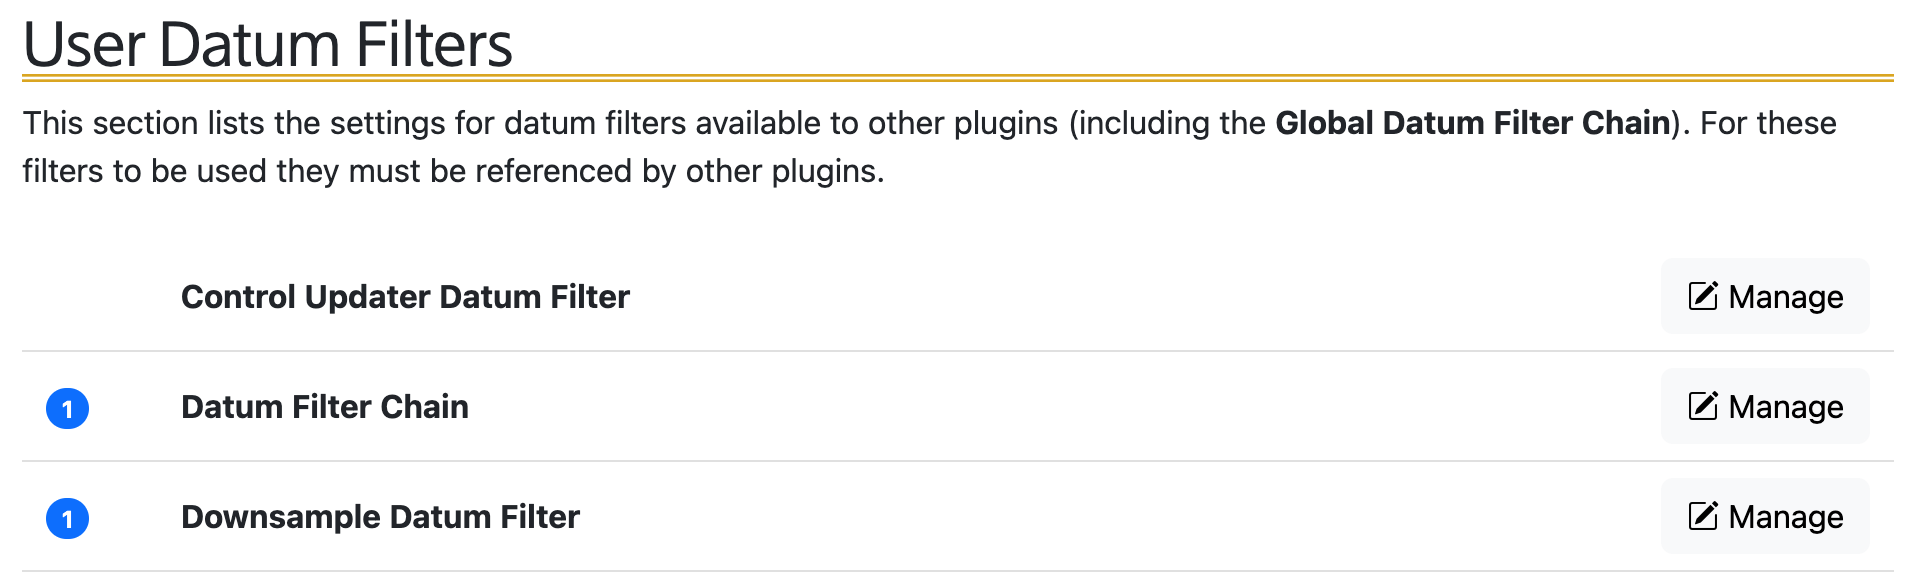 User Datum Filters
This section lists the settings for datum filters available to other plugins (including the Global Datum Filter Chain). For these
filters to be used they must be referenced by other plugins.
Control Updater Datum Filter Manage
1 Datum Filter Chain Manage
1 Downsample Datum Filter Manage